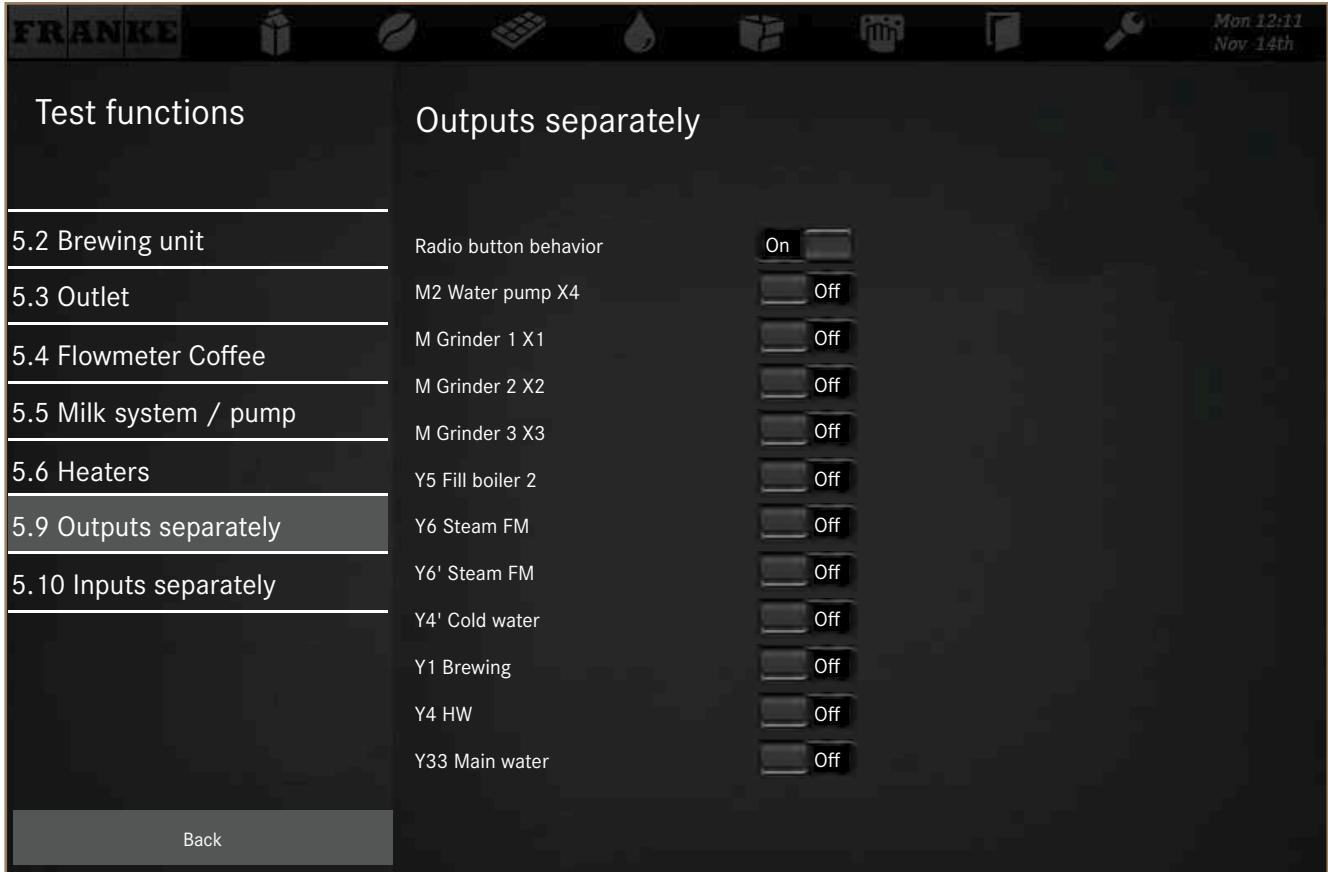 FRANKE
Mon 12:11
Nov 14th
Test functions
5.2 Brewing unit
5.3 Outlet
5.4 Flowmeter Coffee
5.5 Milk system / pump
5.6 Heaters
5.9 Outputs separately
5.10 Inputs separately
Back
Outputs separately
Radio button behavior On
M2 Water pump X4 Off
M Grinder 1 X1 Off
M Grinder 2 X2 Off
M Grinder 3 X3 Off
Y5 Fill boiler 2 Off
Y6 Steam FM Off
Y6' Steam FM Off
Y4' Cold water Off
Y1 Brewing Off
Y4 HW Off
Y33 Main water Off